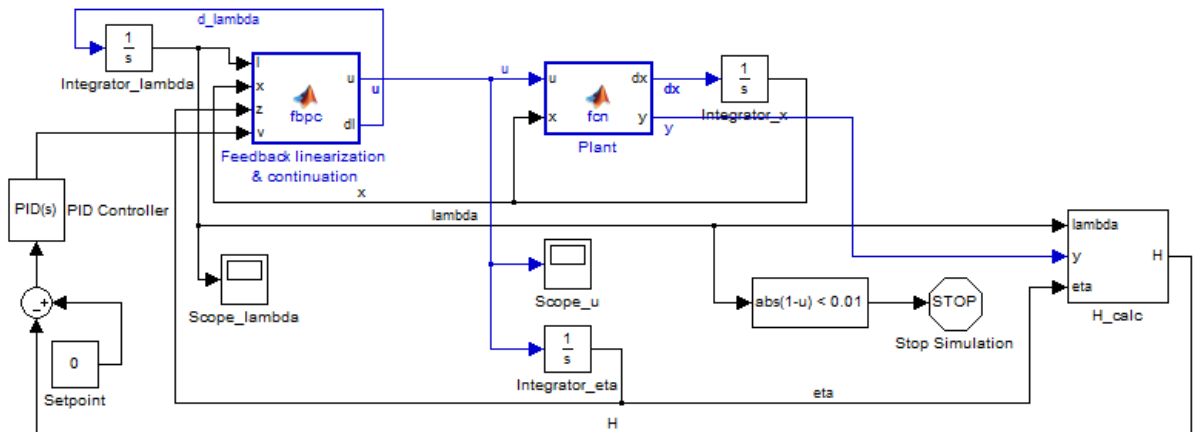 d_lambda
1
s
Integrator_lambda
l
x
z
v
u
dl
fbpc
Feedback linearization
& continuation
u
u
u
x
dx
y
fcn
Plant
dx
y
1
s
Integrator_x
x
PID(s)
PID Controller
lambda
lambda
y
eta
H
H_calc
Scope_lambda
Scope_u
abs(1-u) < 0.01
STOP
Stop Simulation
+
−
0
Setpoint
1
s
Integrator_eta
eta
H